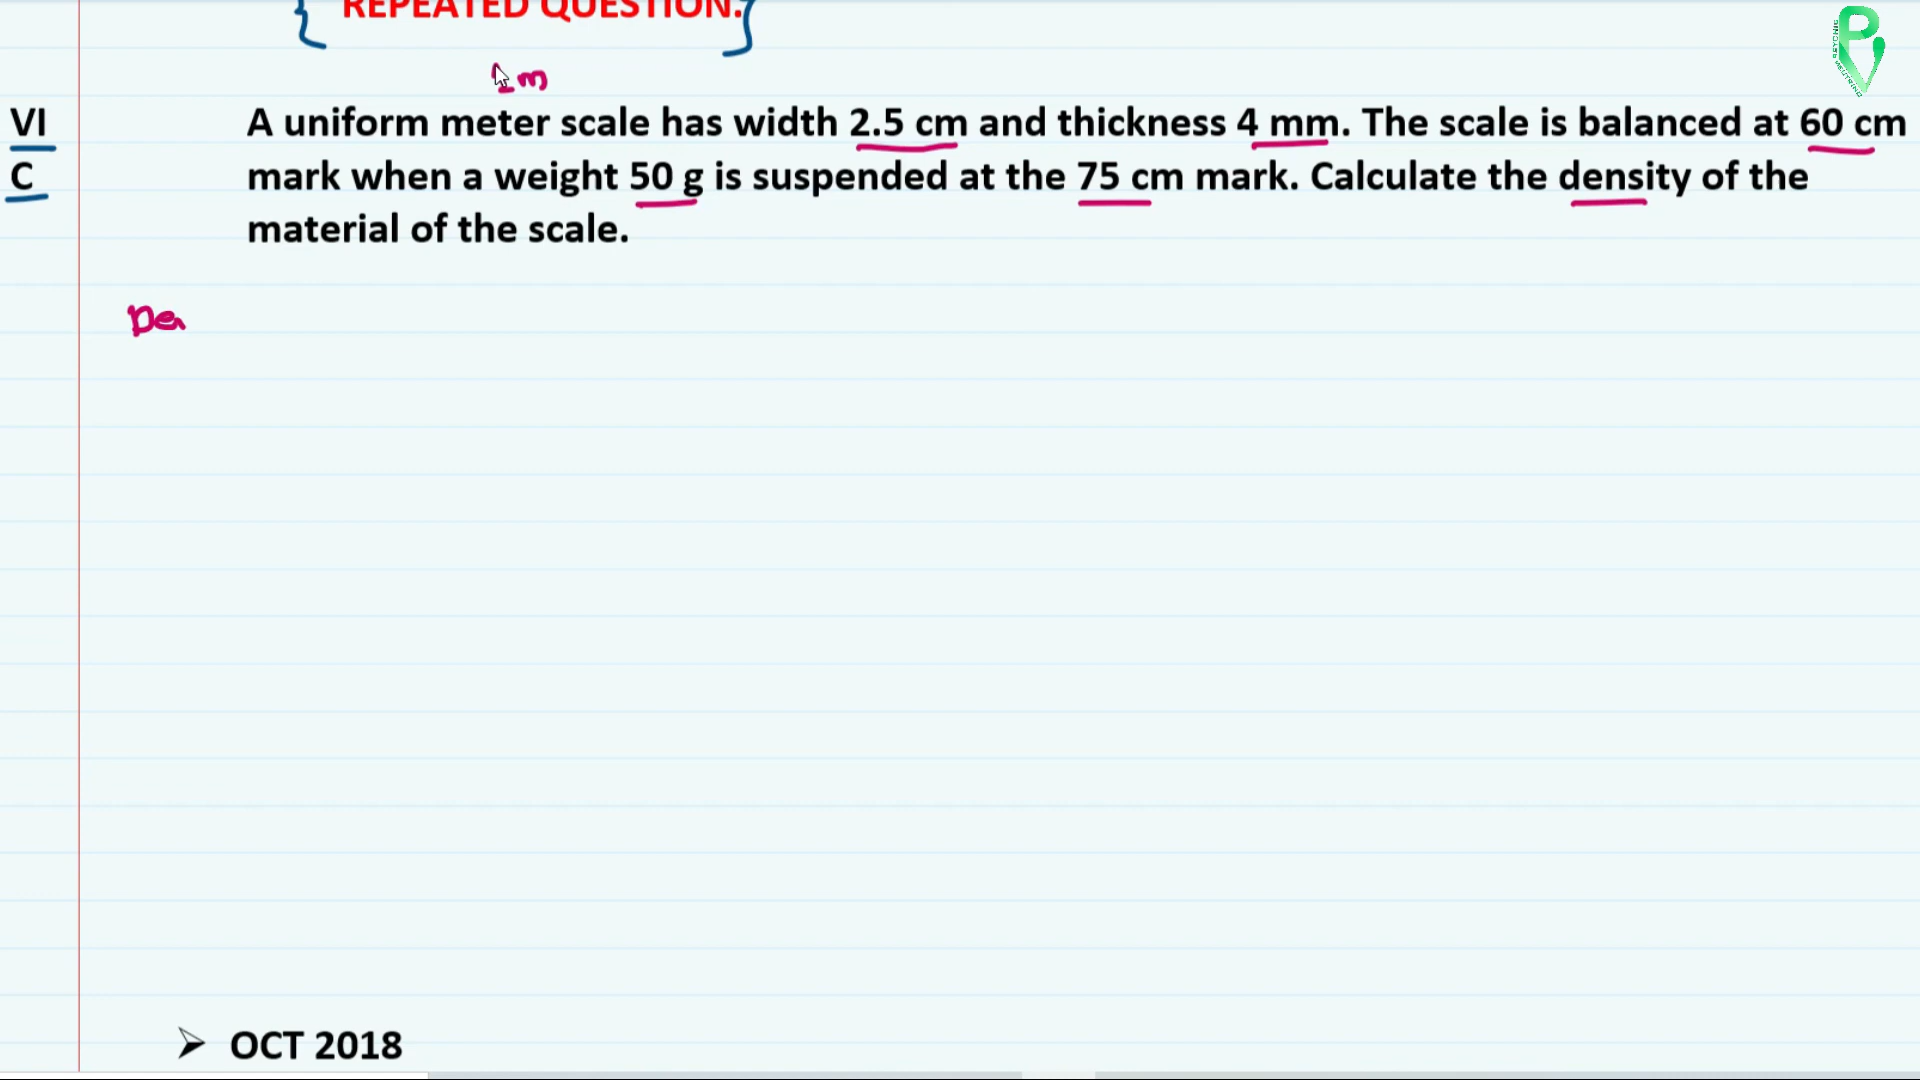 REPEATED QUESTION.
1m
VI
C
A uniform meter scale has width 2.5 cm and thickness 4 mm. The scale is balanced at 60 cm
mark when a weight 50 g is suspended at the 75 cm mark. Calculate the density of the
material of the scale.
Den
OCT 2018